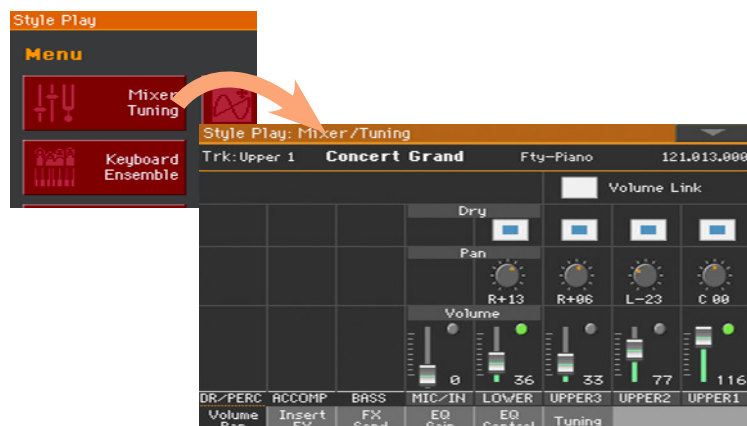 Style Play
Menu
Mixer
Tuning
Keyboard
Ensemble
Style Play: Mixer/Tuning
Trk:Upper 1 Concert Grand Fty-Piano 121.013.000
Volume Link
Dry
Pan
R+13 R+06 L-23 C 00
Volume
0 36 33 77 116
DR/PERC ACCOMP BASS MIC/IN LOWER UPPER3 UPPER2 UPPER1
Volume Insert FX EQ EQ Tuning